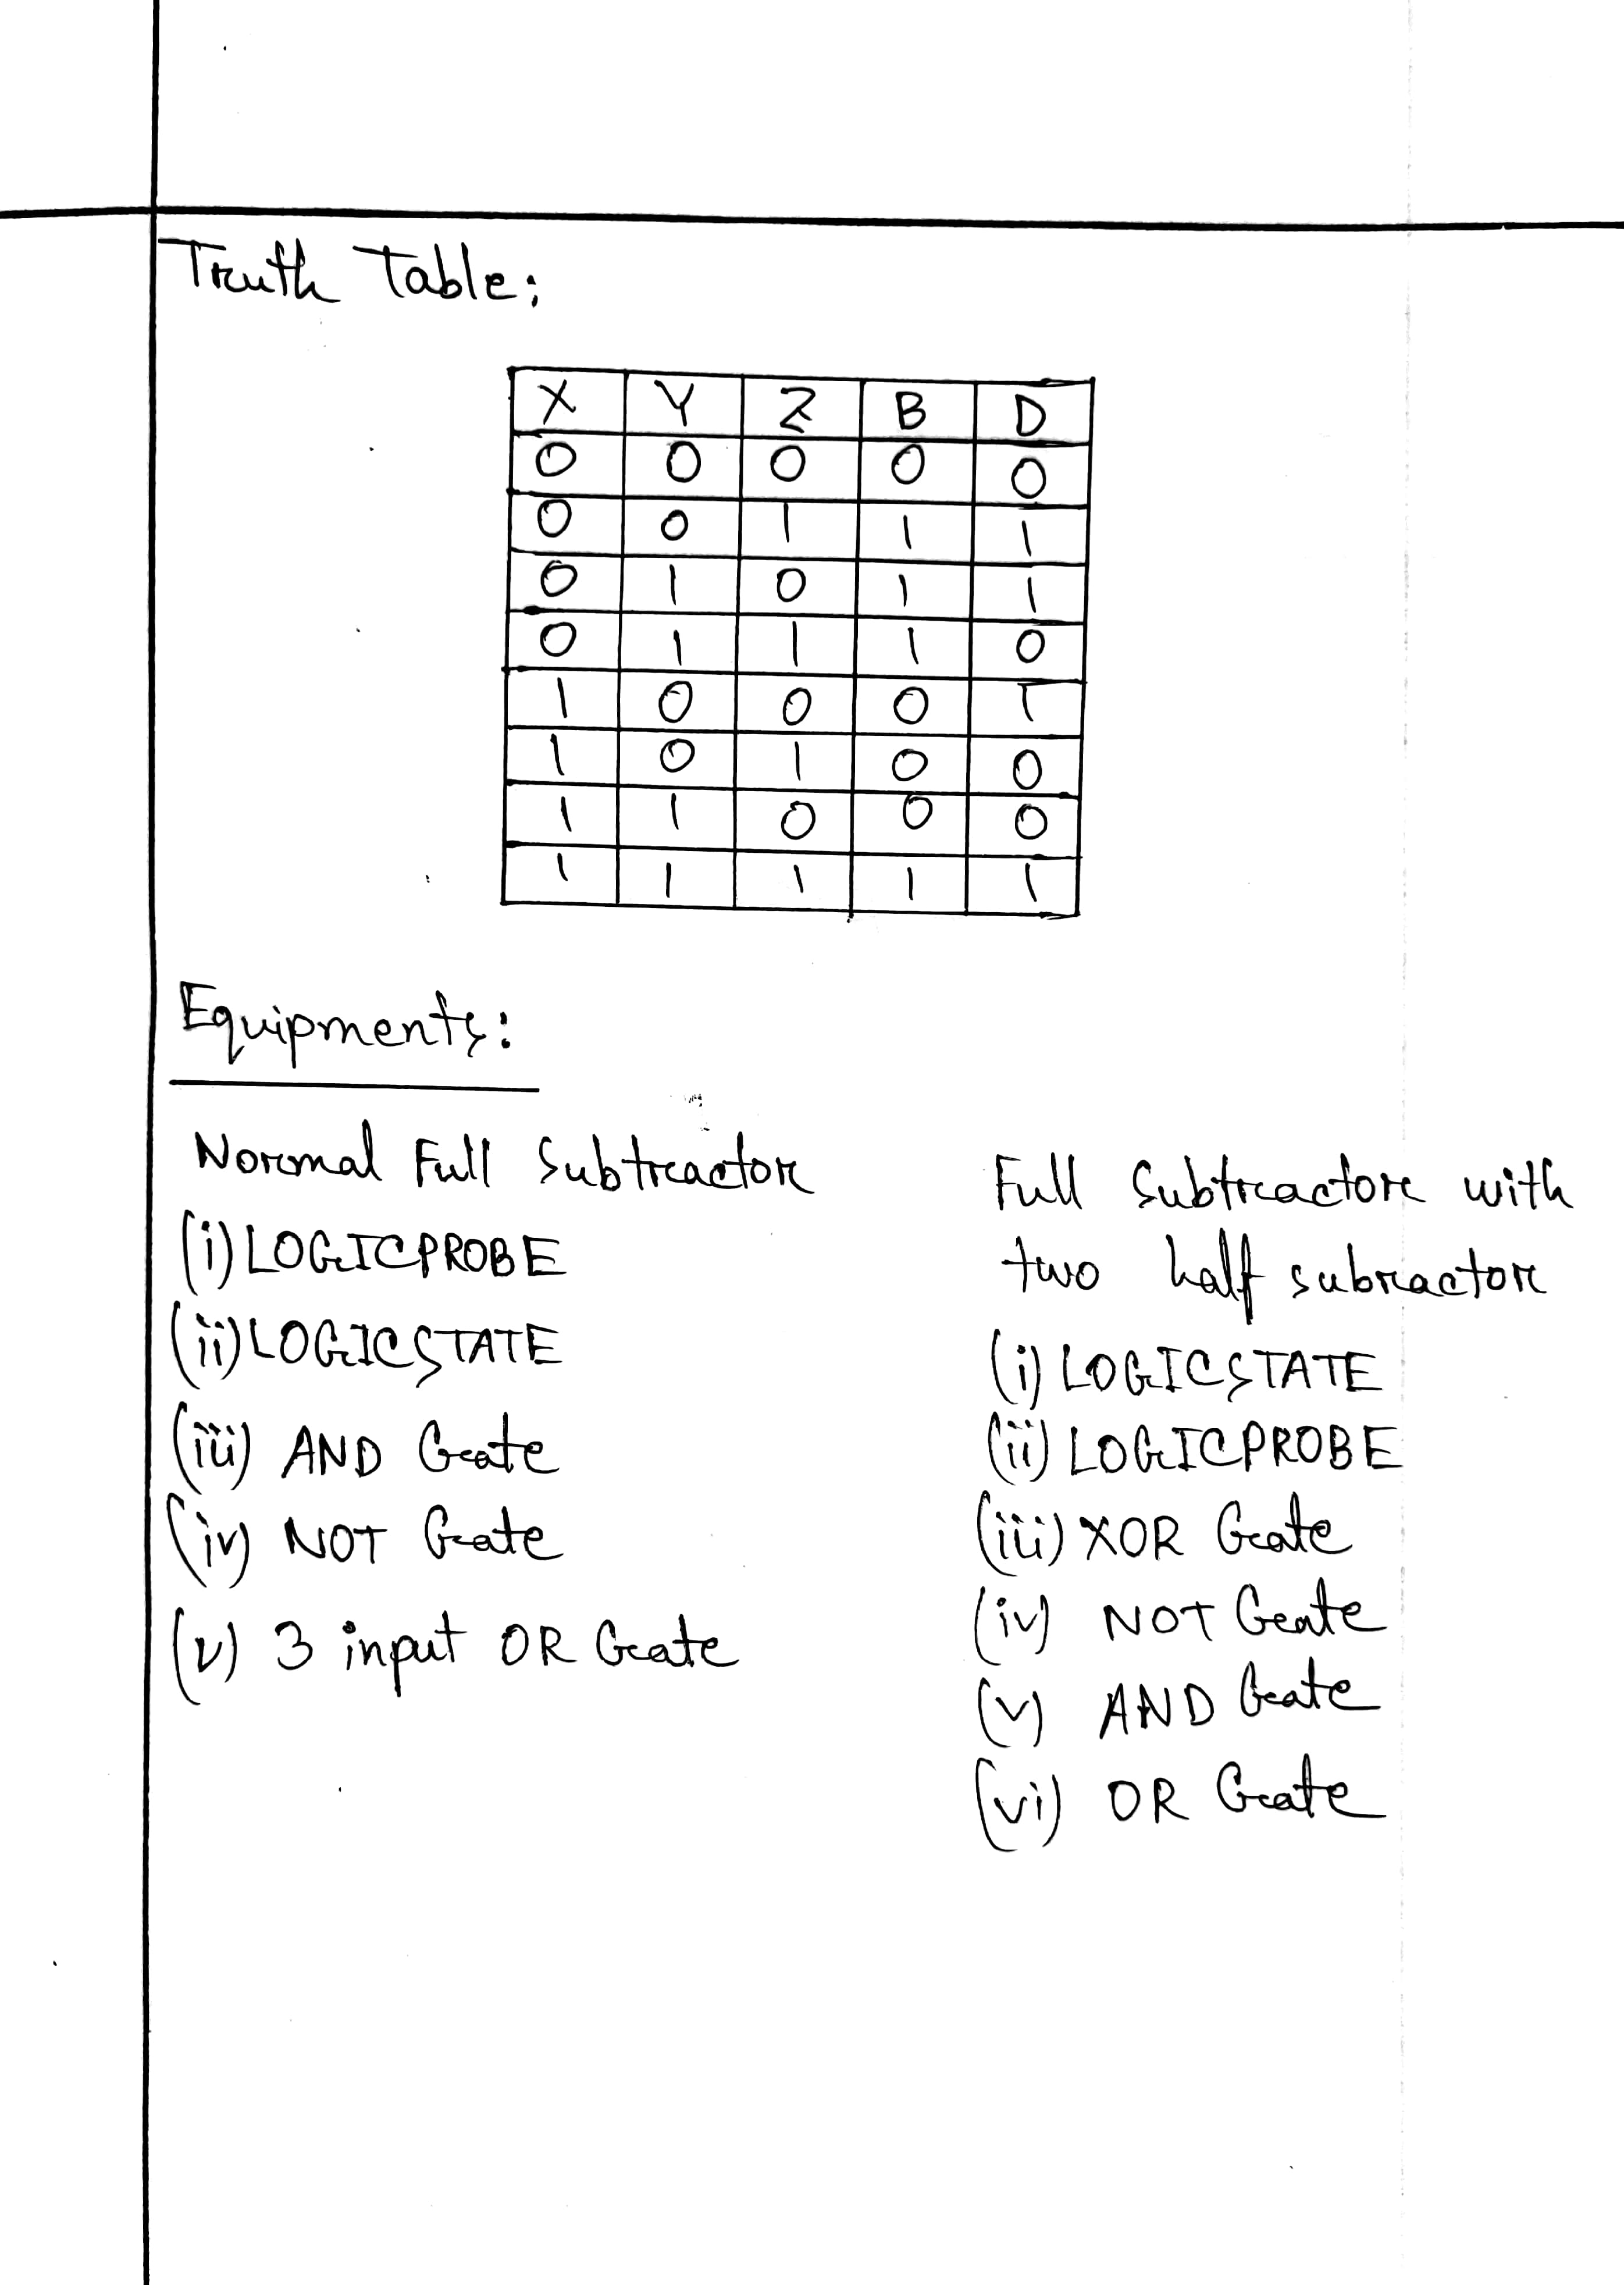 Truth Table:
X Y Z B D
0 0 0 0 0
0 0 1 1 1
0 1 0 1 1
0 1 1 1 0
1 0 0 0 1
1 0 1 0 0
1 1 0 0 0
1 1 1 1 1
Equipments:
Normal Full Subtractor
(i) LOGICPROBE
(ii) LOGICSTATE
(iii) AND Gate
(iv) NOT Gate
(v) 3 input OR Gate
Full Subtractor with
two half subractor
(i) LOGICSTATE
(ii) LOGICPROBE
(iii) XOR Gate
(iv) NOT Gate
(v) AND Gate
(vi) OR Gate